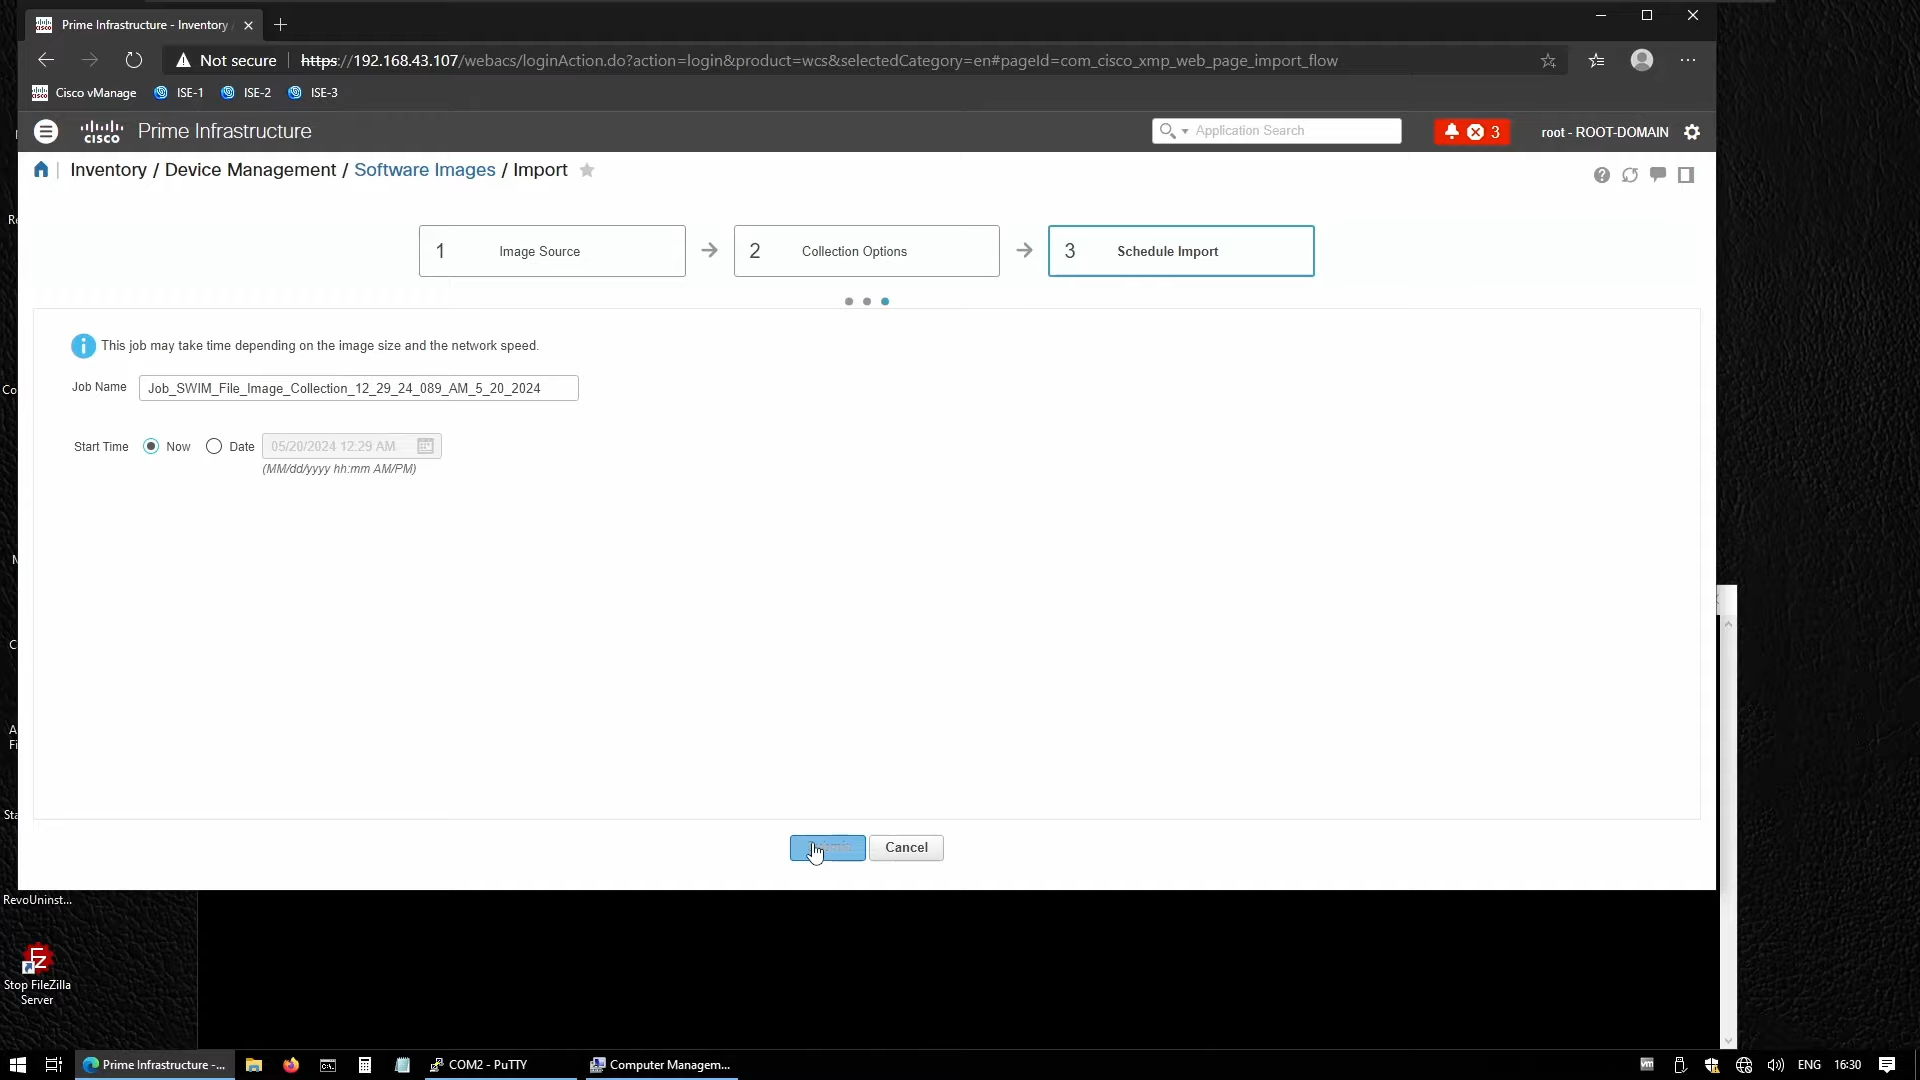 Prime Infrastructure - Inventory
Not secure
https://192.168.43.107/webacs/loginAction.do?action=login&product=wcs&selectedCategory=en#pageId=com_cisco_xmp_web_page_import_flow
Cisco vManage ISE-1 ISE-2 ISE-3
cisco Prime Infrastructure
Application Search
3
root - ROOT-DOMAIN
Inventory / Device Management / Software Images / Import
1 Image Source
2 Collection Options
3 Schedule Import
This job may take time depending on the image size and the network speed.
Job Name Job_SWIM_File_Image_Collection_12_29_24_089_AM_5_20_2024
Start Time Now Date 05/20/2024 12:29 AM
(MM/dd/yyyy hh:mm AM/PM)
Cancel
RevoUninst...
Stop FileZilla
Server
Prime Infrastructure -...
COM2 - PuTTY
Computer Managem...
ENG
16:30